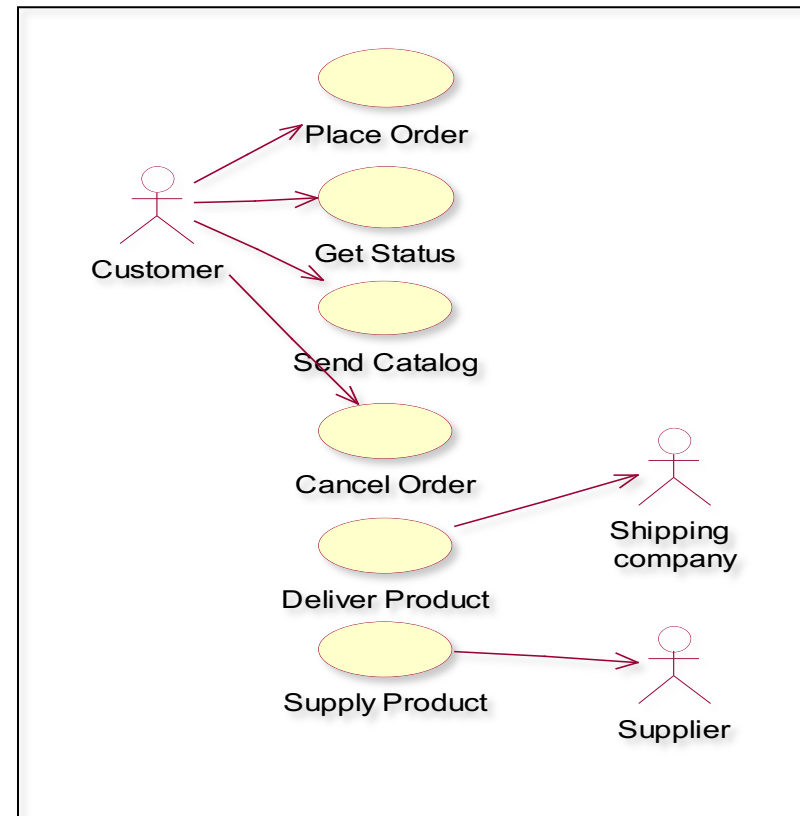 Place Order
Get Status
Customer
Send Catalog
Cancel Order
Shipping
company
Deliver Product
Supply Product
Supplier